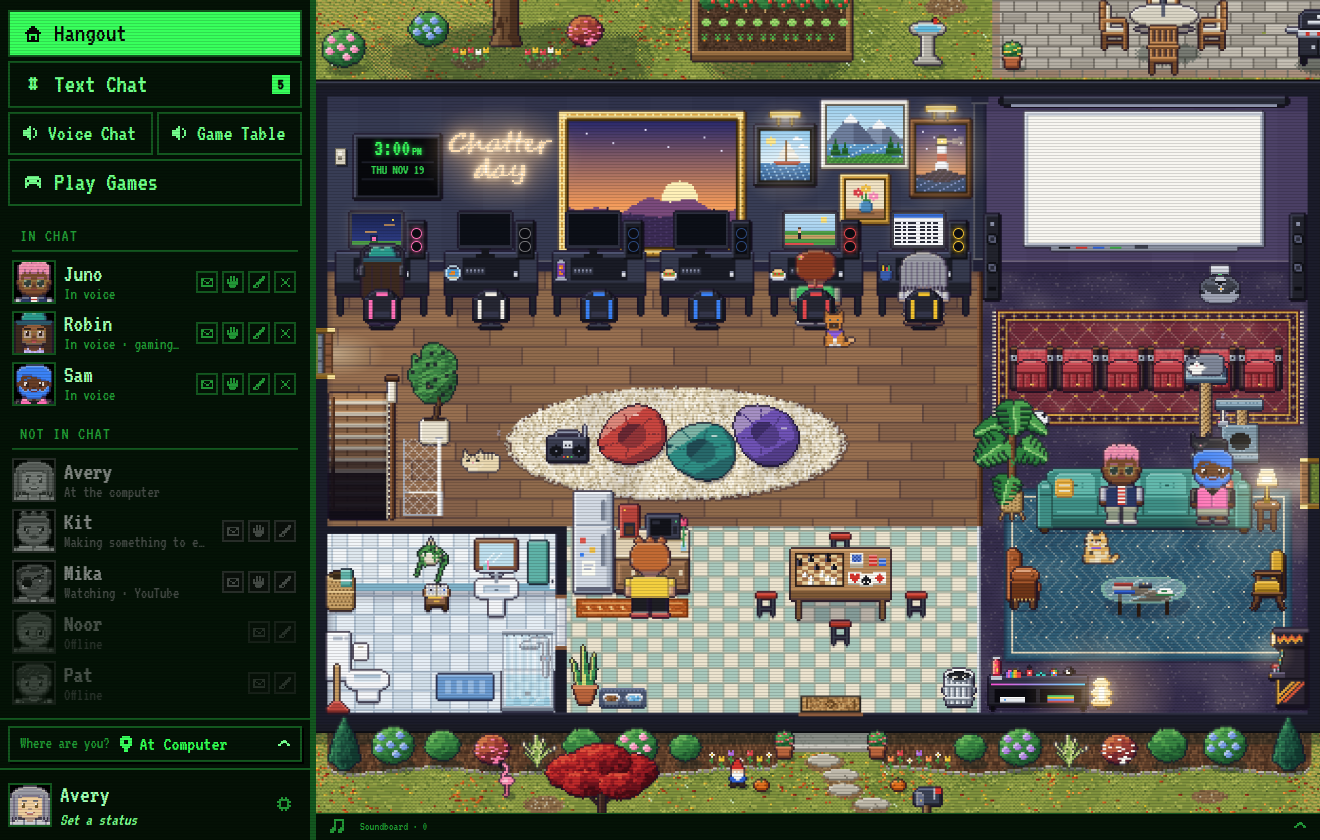 Hangout
Text Chat
5
Voice Chat
Game Table
Play Games
IN CHAT
Juno
In voice
Robin
In voice · gaming…
Sam
In voice
NOT IN CHAT
Avery
At the computer
Kit
Making something to e…
Mika
Watching · YouTube
Noor
Offline
Pat
Offline
Where are you?
At Computer
Avery
Set a status
3:00 PM
THU NOV 19
Chatter
day
Soundboard · 0